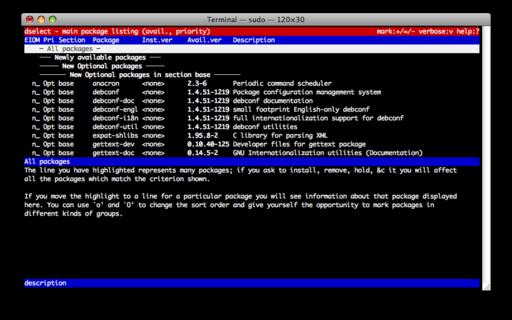 Terminal — sudo — 120×30
dselect - main package listing (avail., priority) mark:+/=/- verbose:v help:?
EIOM Pri Section Package Inst.ver Avail.ver Description
- All packages -
--- Newly available packages ---
---- New Optional packages ----
------ New Optional packages in section base ------
n_ Opt base anacron <none> 2.3-6 Periodic command scheduler
n_ Opt base debconf <none> 1.4.51-1219 Package configuration management system
n_ Opt base debconf-doc <none> 1.4.51-1219 debconf documentation
n_ Opt base debconf-engl <none> 1.4.51-1219 small footprint English-only debconf
n_ Opt base debconf-i18n <none> 1.4.51-1219 full internationalization support for debconf
n_ Opt base debconf-util <none> 1.4.51-1219 debconf utilities
n_ Opt base expat-shlibs <none> 1.95.8-2 C library for parsing XML
n_ Opt base gettext-dev <none> 0.10.40-125 Developer files for gettext package
n_ Opt base gettext-doc <none> 0.14.5-2 GNU Internationalization utilities (Documentation)
All packages
The line you have highlighted represents many packages; if you ask to install, remove, hold, &c it you will affect
all the packages which match the criterion shown.
If you move the highlight to a line for a particular package you will see information about that package displayed
here. You can use `o' and `O' to change the sort order and give yourself the opportunity to mark packages in
different kinds of groups.
description